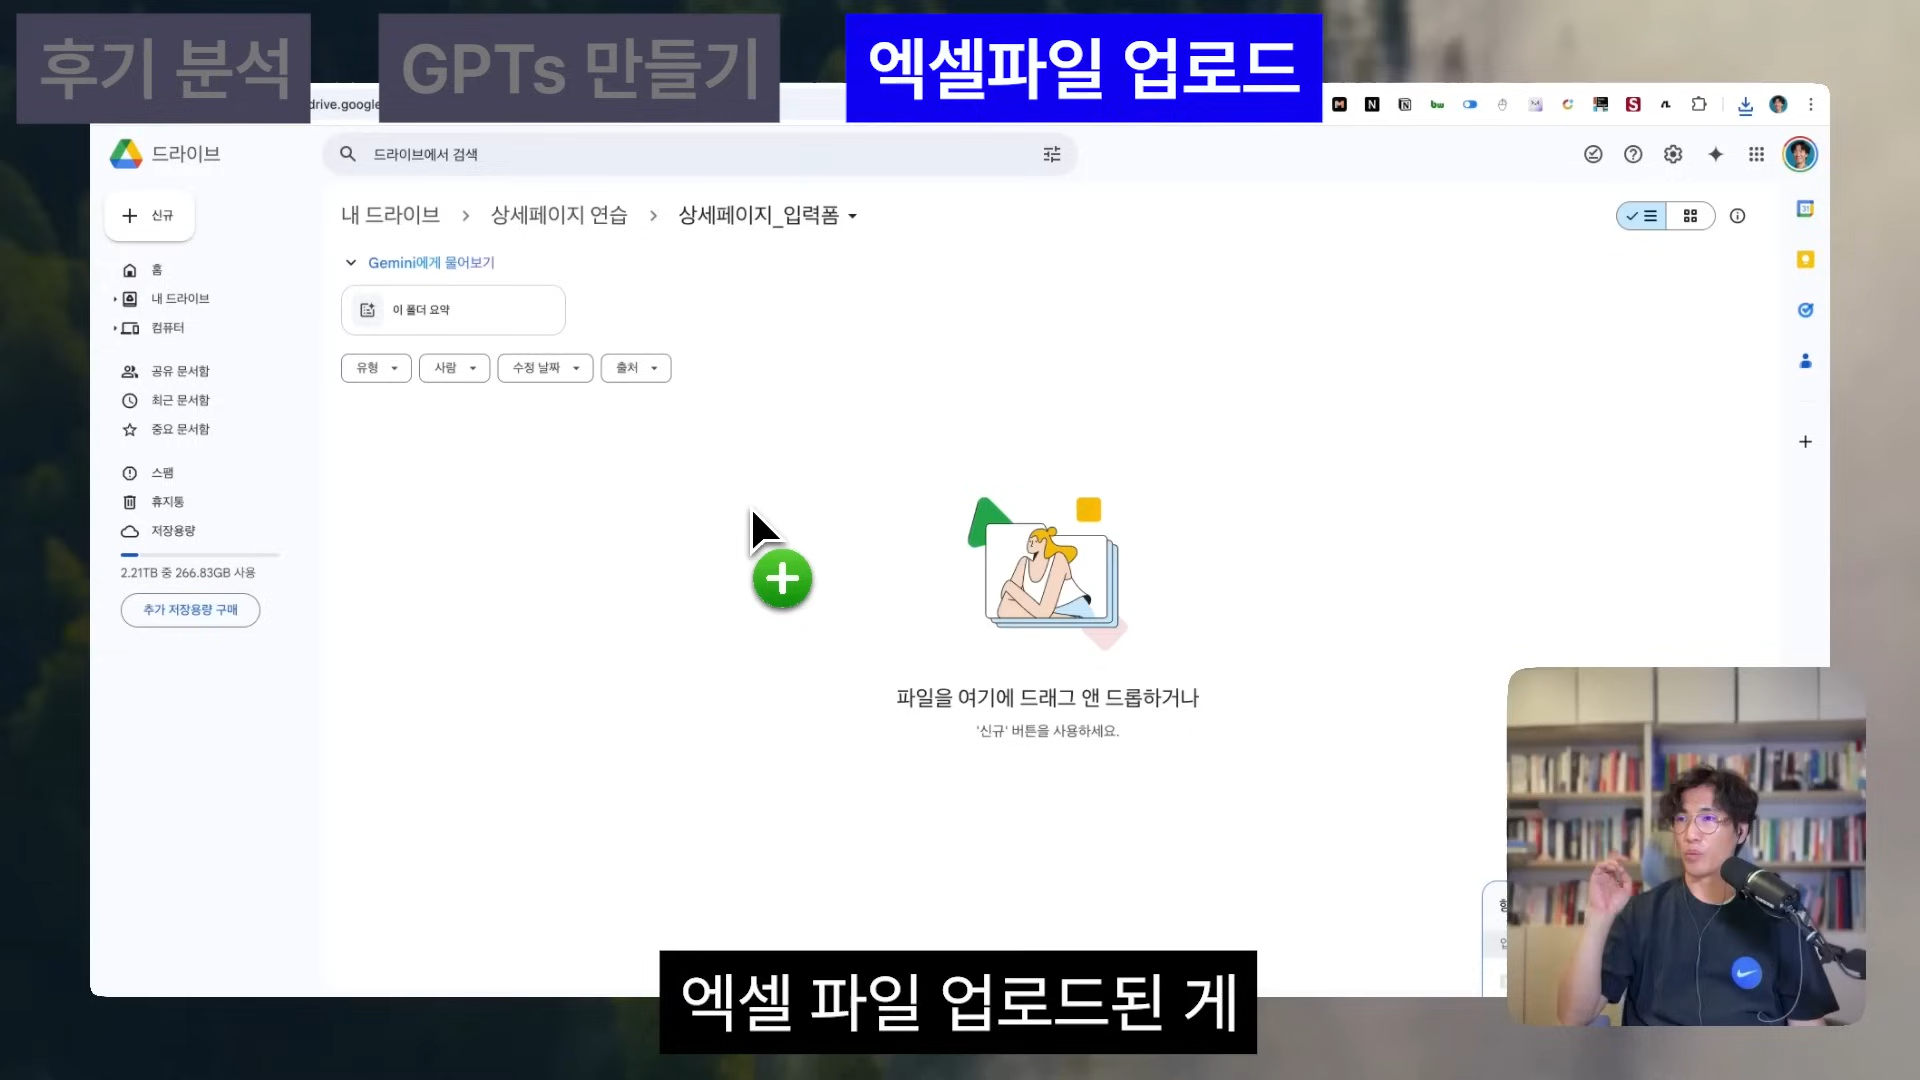 후기 분석
GPTs 만들기
엑셀파일 업로드
drive.google
드라이브
드라이브에서 검색
신규
내 드라이브 > 상세페이지 연습 > 상세페이지_입력폼
Gemini에게 물어보기
이 폴더 요약
유형
사람
수정 날짜
출처
홈
내 드라이브
컴퓨터
공유 문서함
최근 문서함
중요 문서함
스팸
휴지통
저장용량
2.21TB 중 266.83GB 사용
추가 저장용량 구매
파일을 여기에 드래그 앤 드롭하거나
'신규' 버튼을 사용하세요.
엑셀 파일 업로드된 게